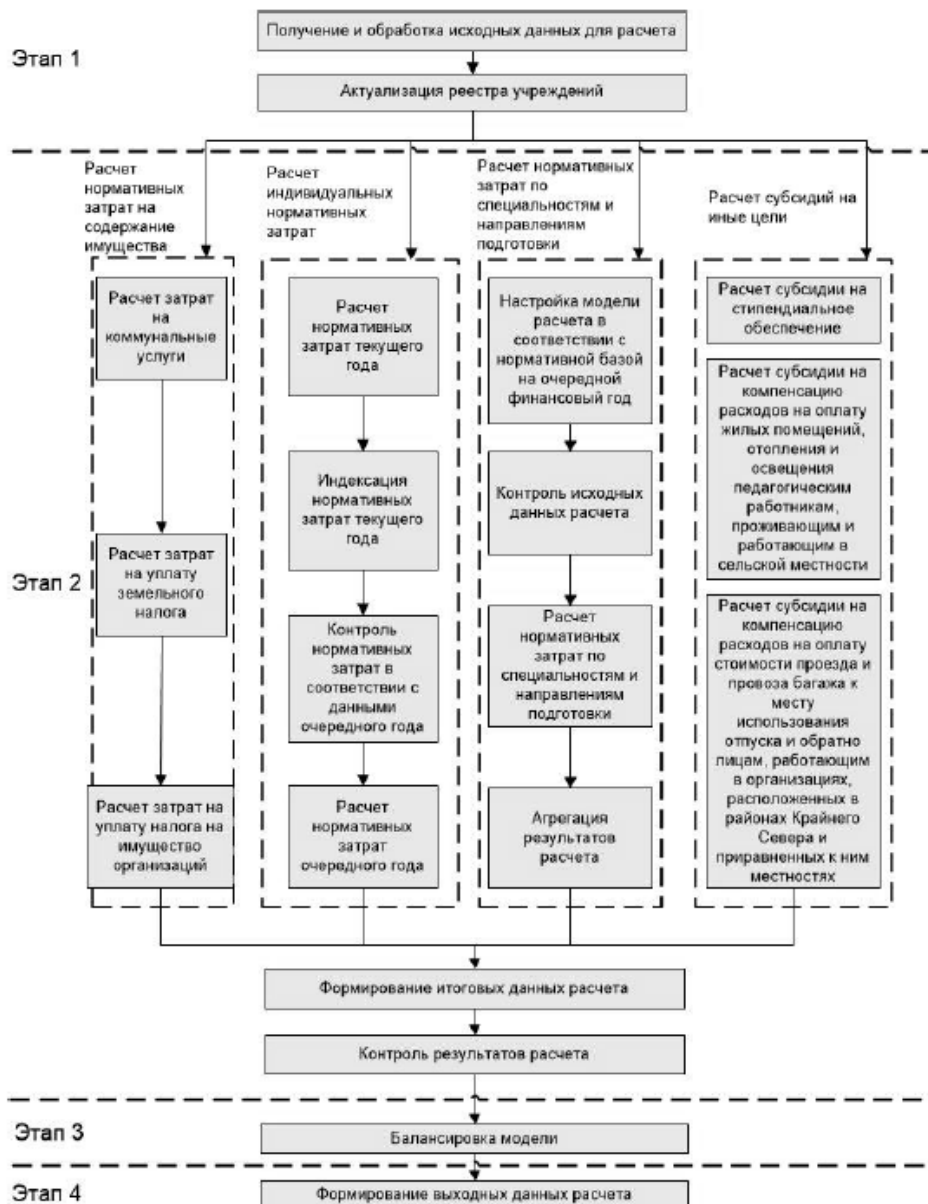 Этап 1
Получение и обработка исходных данных для расчета
Актуализация реестра учреждений
Расчет
нормативных
затрат на
содержание
имущества
Расчет
индивидуальных
нормативных
затрат
Расчет нормативных
затрат по
специальностям и
направлениям
подготовки
Расчет субсидий на
иные цели
Этап 2
Расчет затрат
на
коммунальные
услуги
Расчет затрат
на уплату
земельного
налога
Расчет затрат на
уплату налога на
имущество
организаций
Расчет
нормативных
затрат текущего
года
Индексация
нормативных
затрат текущего
года
Контроль
нормативных
затрат в
соответствии с
данными
очередного года
Расчет
нормативных
затрат
очередного года
Настройка модели
расчета в
соответствии с
нормативной базой
на очередной
финансовый год
Контроль исходных
данных расчета
Расчет
нормативных
затрат по
специальностям и
направлениям
подготовки
Агрегация
результатов
расчета
Расчет субсидии на
стипендиальное
обеспечение
Расчет субсидии на
компенсацию
расходов на оплату
жилых помещений,
отопления и
освещения
педагогическим
работникам,
проживающим и
работающим в
сельской местности
Расчет субсидии на
компенсацию
расходов на оплату
стоимости проезда и
провоза багажа к
месту
использования
отпуска и обратно
лицам, работающим
в организациях,
расположенных в
районах Крайнего
Севера и
приравненных к ним
местностях
Формирование итоговых данных расчета
Контроль результатов расчета
Этап 3
Балансировка модели
Этап 4
Формирование выходных данных расчета